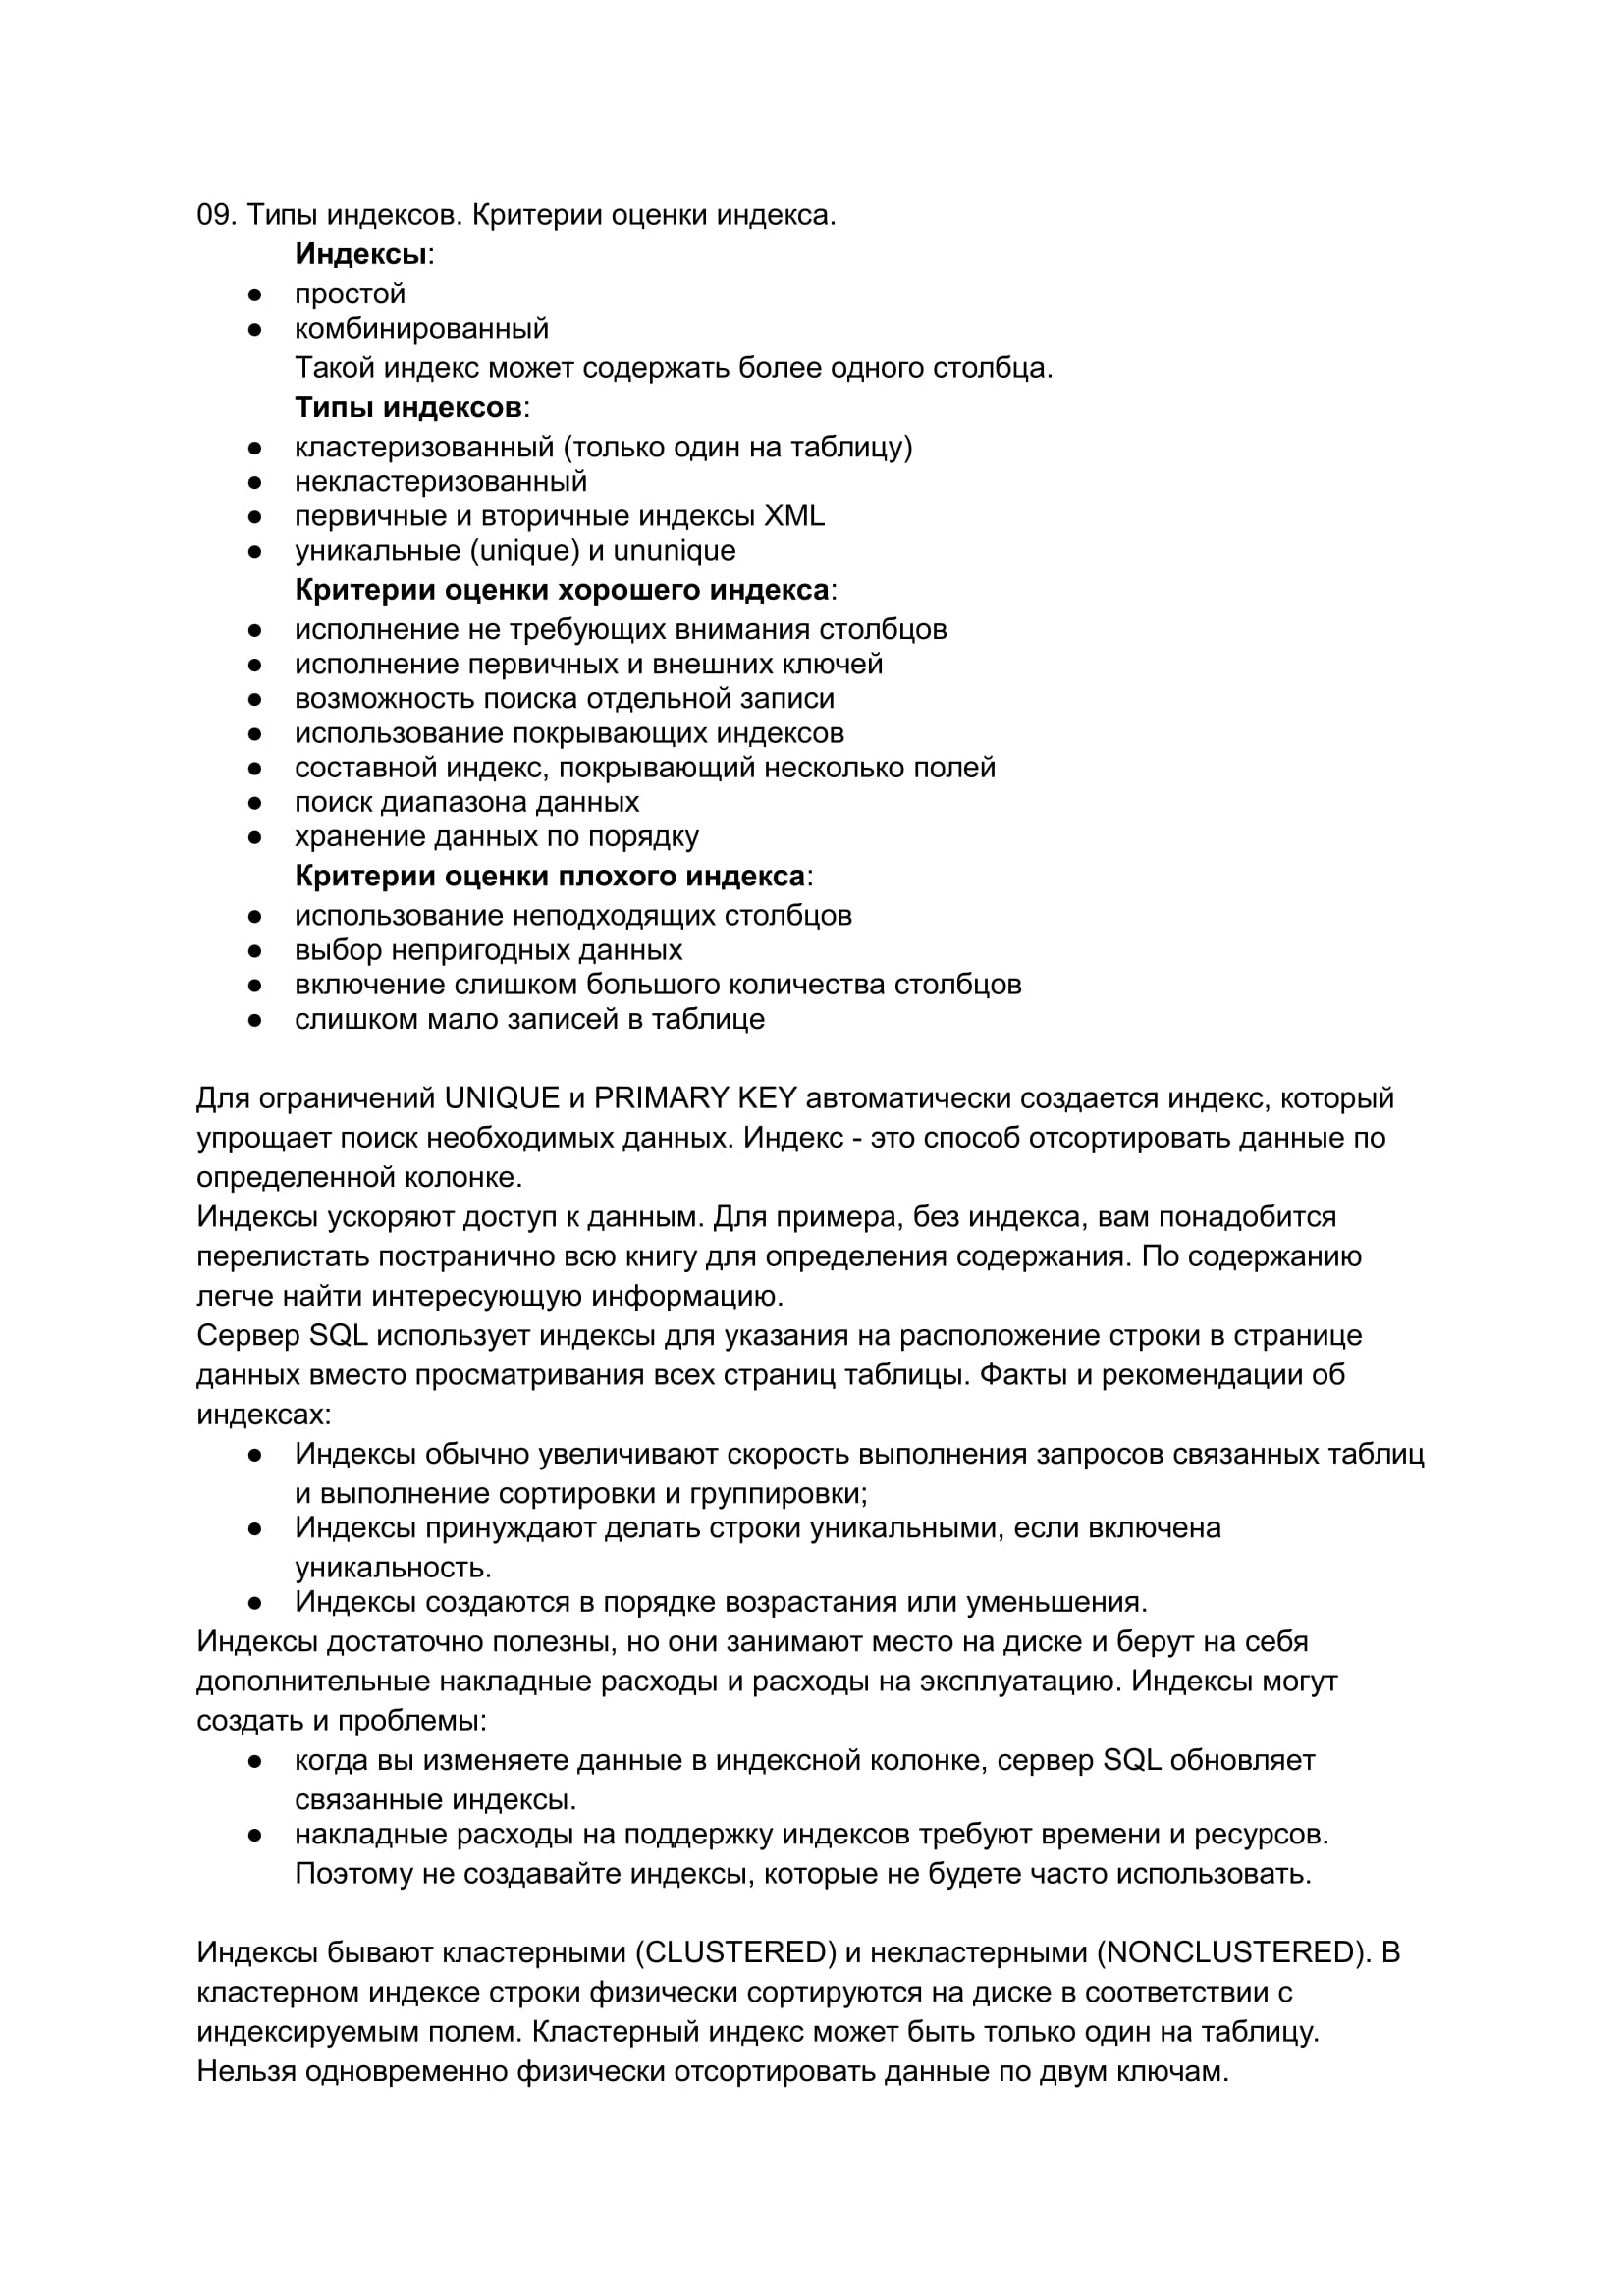 09. Типы индексов. Критерии оценки индекса.
Индексы:
● простой
● комбинированный
Такой индекс может содержать более одного столбца.
Типы индексов:
● кластеризованный (только один на таблицу)
● некластеризованный
● первичные и вторичные индексы XML
● уникальные (unique) и ununique
Критерии оценки хорошего индекса:
● исполнение не требующих внимания столбцов
● исполнение первичных и внешних ключей
● возможность поиска отдельной записи
● использование покрывающих индексов
● составной индекс, покрывающий несколько полей
● поиск диапазона данных
● хранение данных по порядку
Критерии оценки плохого индекса:
● использование неподходящих столбцов
● выбор непригодных данных
● включение слишком большого количества столбцов
● слишком мало записей в таблице
Для ограничений UNIQUE и PRIMARY KEY автоматически создается индекс, который
упрощает поиск необходимых данных. Индекс - это способ отсортировать данные по
определенной колонке.
Индексы ускоряют доступ к данным. Для примера, без индекса, вам понадобится
перелистать постранично всю книгу для определения содержания. По содержанию
легче найти интересующую информацию.
Сервер SQL использует индексы для указания на расположение строки в странице
данных вместо просматривания всех страниц таблицы. Факты и рекомендации об
индексах:
● Индексы обычно увеличивают скорость выполнения запросов связанных таблиц
и выполнение сортировки и группировки;
● Индексы принуждают делать строки уникальными, если включена
уникальность.
● Индексы создаются в порядке возрастания или уменьшения.
Индексы достаточно полезны, но они занимают место на диске и берут на себя
дополнительные накладные расходы и расходы на эксплуатацию. Индексы могут
создать и проблемы:
● когда вы изменяете данные в индексной колонке, сервер SQL обновляет
связанные индексы.
● накладные расходы на поддержку индексов требуют времени и ресурсов.
Поэтому не создавайте индексы, которые не будете часто использовать.
Индексы бывают кластерными (CLUSTERED) и некластерными (NONCLUSTERED). В
кластерном индексе строки физически сортируются на диске в соответствии с
индексируемым полем. Кластерный индекс может быть только один на таблицу.
Нельзя одновременно физически отсортировать данные по двум ключам.